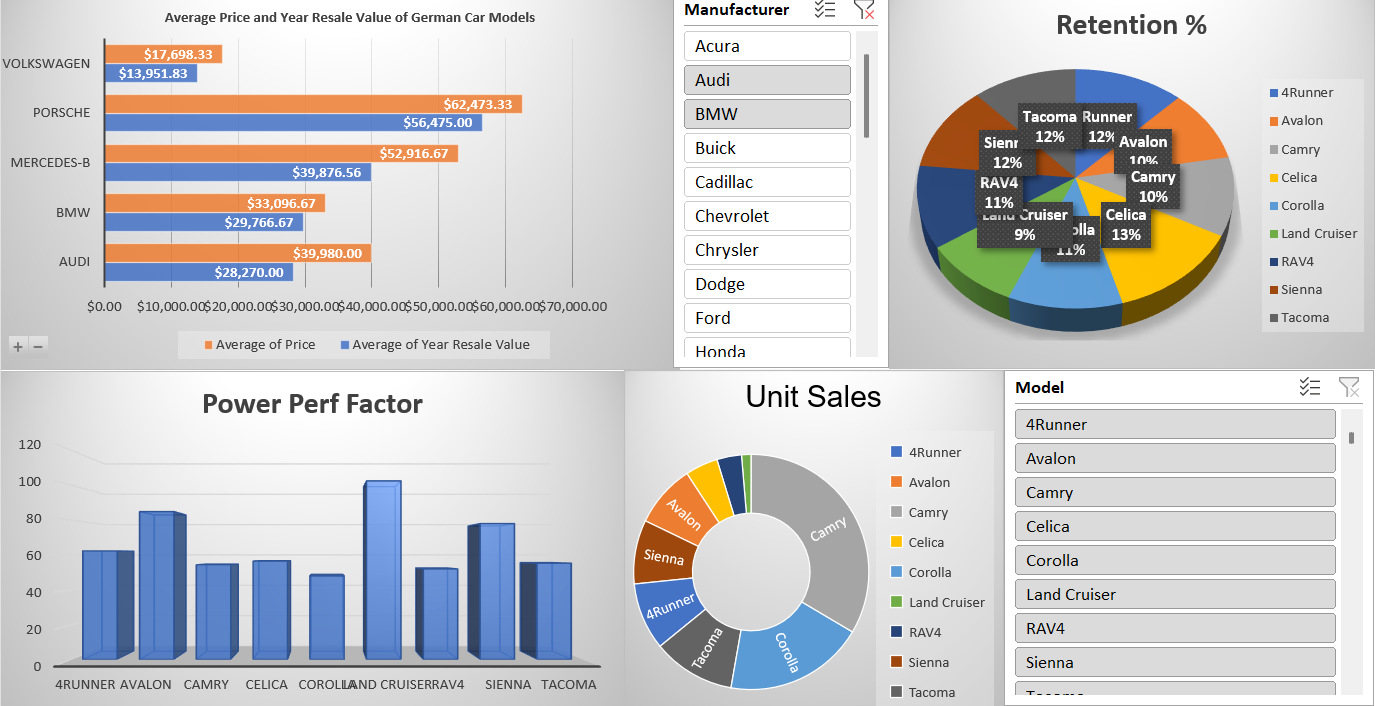 Average Price and Year Resale Value of German Car Models
VOLKSWAGEN
$17,698.33
$13,951.83
PORSCHE
$62,473.33
$56,475.00
MERCEDES-B
$52,916.67
$39,876.56
BMW
$33,096.67
$29,766.67
AUDI
$39,980.00
$28,270.00
$0.00 $10,000.00 $20,000.00 $30,000.00 $40,000.00 $50,000.00 $60,000.00 $70,000.00
Average of Price Average of Year Resale Value
Manufacturer
Acura
Audi
BMW
Buick
Cadillac
Chevrolet
Chrysler
Dodge
Ford
Honda
Retention %
Tacoma
12%
Runner
12%
Avalon
10%
Camry
10%
Celica
13%
olla
11%
Land Cruiser
9%
RAV4
11%
Sienn
12%
4Runner
Avalon
Camry
Celica
Corolla
Land Cruiser
RAV4
Sienna
Tacoma
Power Perf Factor
120
100
80
60
40
20
0
4RUNNER AVALON CAMRY CELICA COROLLA LAND CRUISER RAV4 SIENNA TACOMA
Unit Sales
Camry
Corolla
Tacoma
4Runner
Sienna
Avalon
4Runner
Avalon
Camry
Celica
Corolla
Land Cruiser
RAV4
Sienna
Tacoma
Model
4Runner
Avalon
Camry
Celica
Corolla
Land Cruiser
RAV4
Sienna
Tacoma